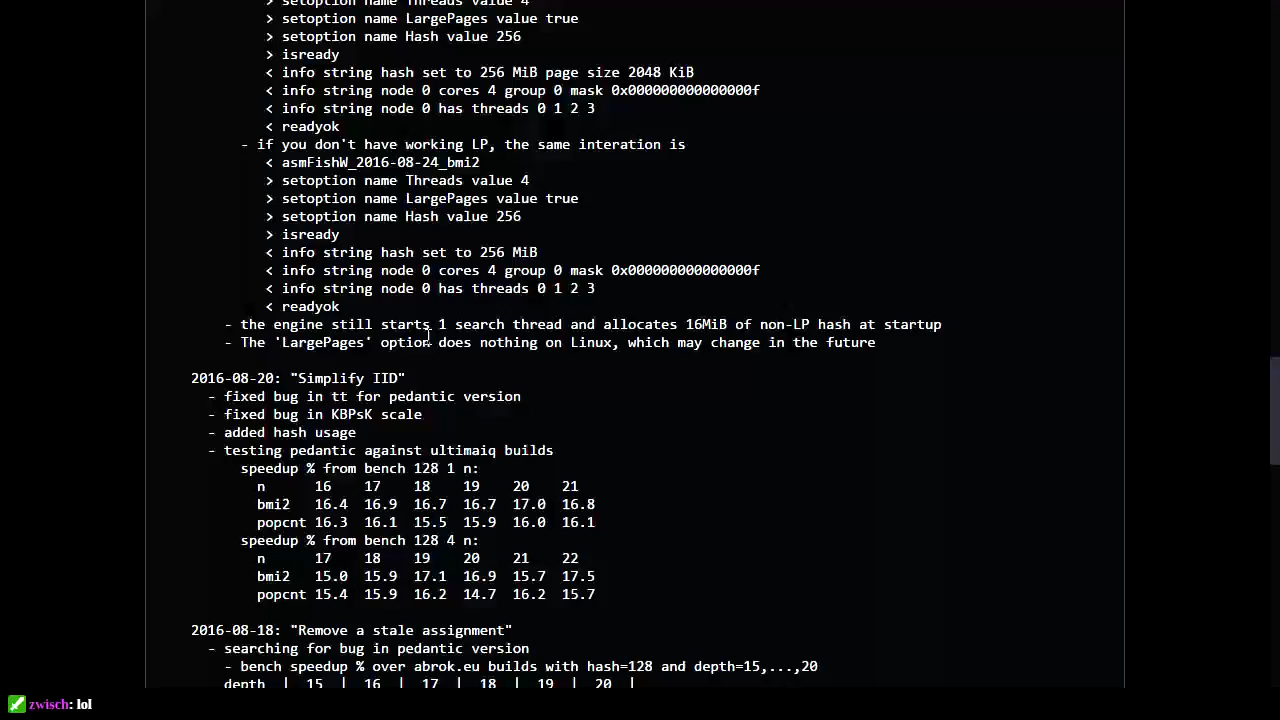 > setoption name Threads value 4
> setoption name LargePages value true
> setoption name Hash value 256
> isready
< info string hash set to 256 MiB page size 2048 KiB
< info string node 0 cores 4 group 0 mask 0x000000000000000f
< info string node 0 has threads 0 1 2 3
< readyok
- if you don't have working LP, the same interation is
< asmFishW_2016-08-24_bmi2
> setoption name Threads value 4
> setoption name LargePages value true
> setoption name Hash value 256
> isready
< info string hash set to 256 MiB
< info string node 0 cores 4 group 0 mask 0x000000000000000f
< info string node 0 has threads 0 1 2 3
< readyok
- the engine still starts 1 search thread and allocates 16MiB of non-LP hash at startup
- The 'LargePages' option does nothing on Linux, which may change in the future
2016-08-20: "Simplify IID"
- fixed bug in tt for pedantic version
- fixed bug in KBPsK scale
- added hash usage
- testing pedantic against ultimaiq builds
speedup % from bench 128 1 n:
n 16 17 18 19 20 21
bmi2 16.4 16.9 16.7 16.7 17.0 16.8
popcnt 16.3 16.1 15.5 15.9 16.0 16.1
speedup % from bench 128 4 n:
n 17 18 19 20 21 22
bmi2 15.0 15.9 17.1 16.9 15.7 17.5
popcnt 15.4 15.9 16.2 14.7 16.2 15.7
2016-08-18: "Remove a stale assignment"
- searching for bug in pedantic version
- bench speedup % over abrok.eu builds with hash=128 and depth=15,...,20
depth | 15 | 16 | 17 | 18 | 19 | 20 |
zwisch: lol